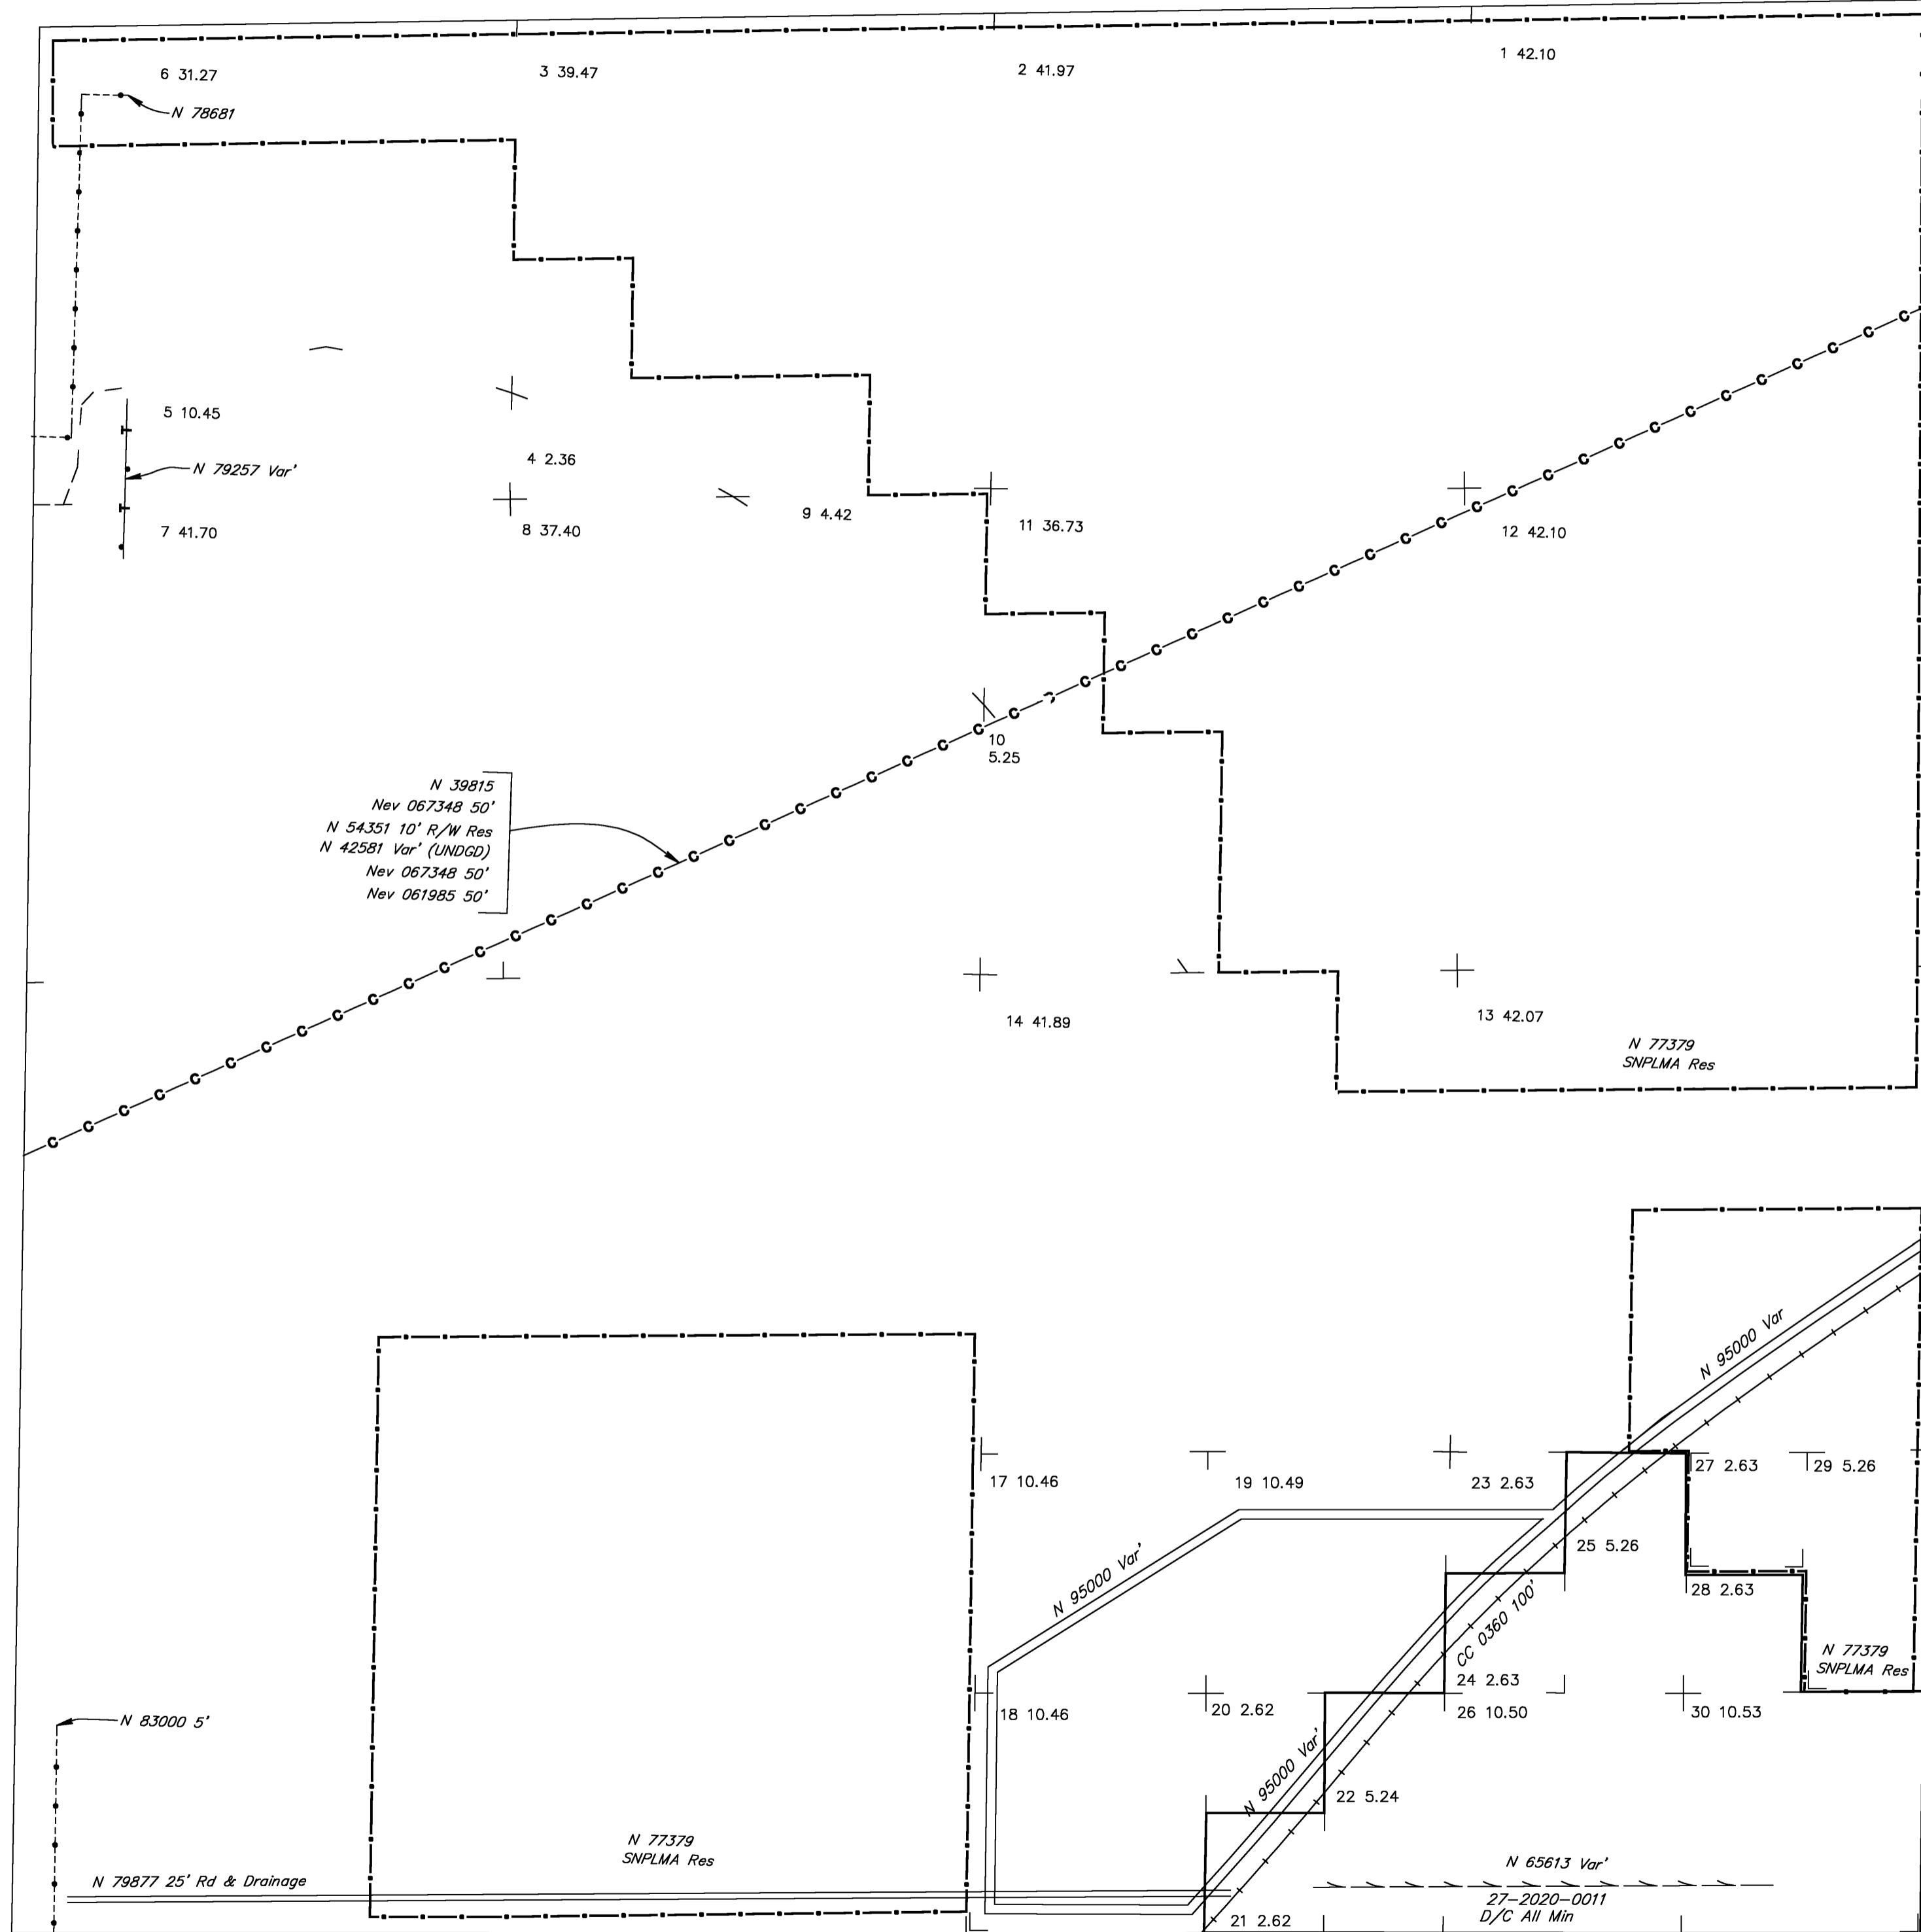 6 31.27
3 39.47
2 41.97
1 42.10
N 78681
5 10.45
4 2.36
N 79257 Var'
7 41.70
8 37.40
9 4.42
11 36.73
12 42.10
10
5.25
N 39815
Nev 067348 50'
N 54351 10' R/W Res
N 42581 Var' (UNDGD)
Nev 067348 50'
Nev 061985 50'
14 41.89
13 42.07
N 77379
SNPLMA Res
N 95000 Var
17 10.46
19 10.49
23 2.63
27 2.63
29 5.26
25 5.26
N 95000 Var'
28 2.63
CC 0360 100'
24 2.63
N 77379
SNPLMA Res
18 10.46
20 2.62
26 10.50
30 10.53
N 83000 5'
N 95000 Var'
22 5.24
N 77379
SNPLMA Res
N 65613 Var'
N 79877 25' Rd & Drainage
27-2020-0011
D/C All Min
21 2.62